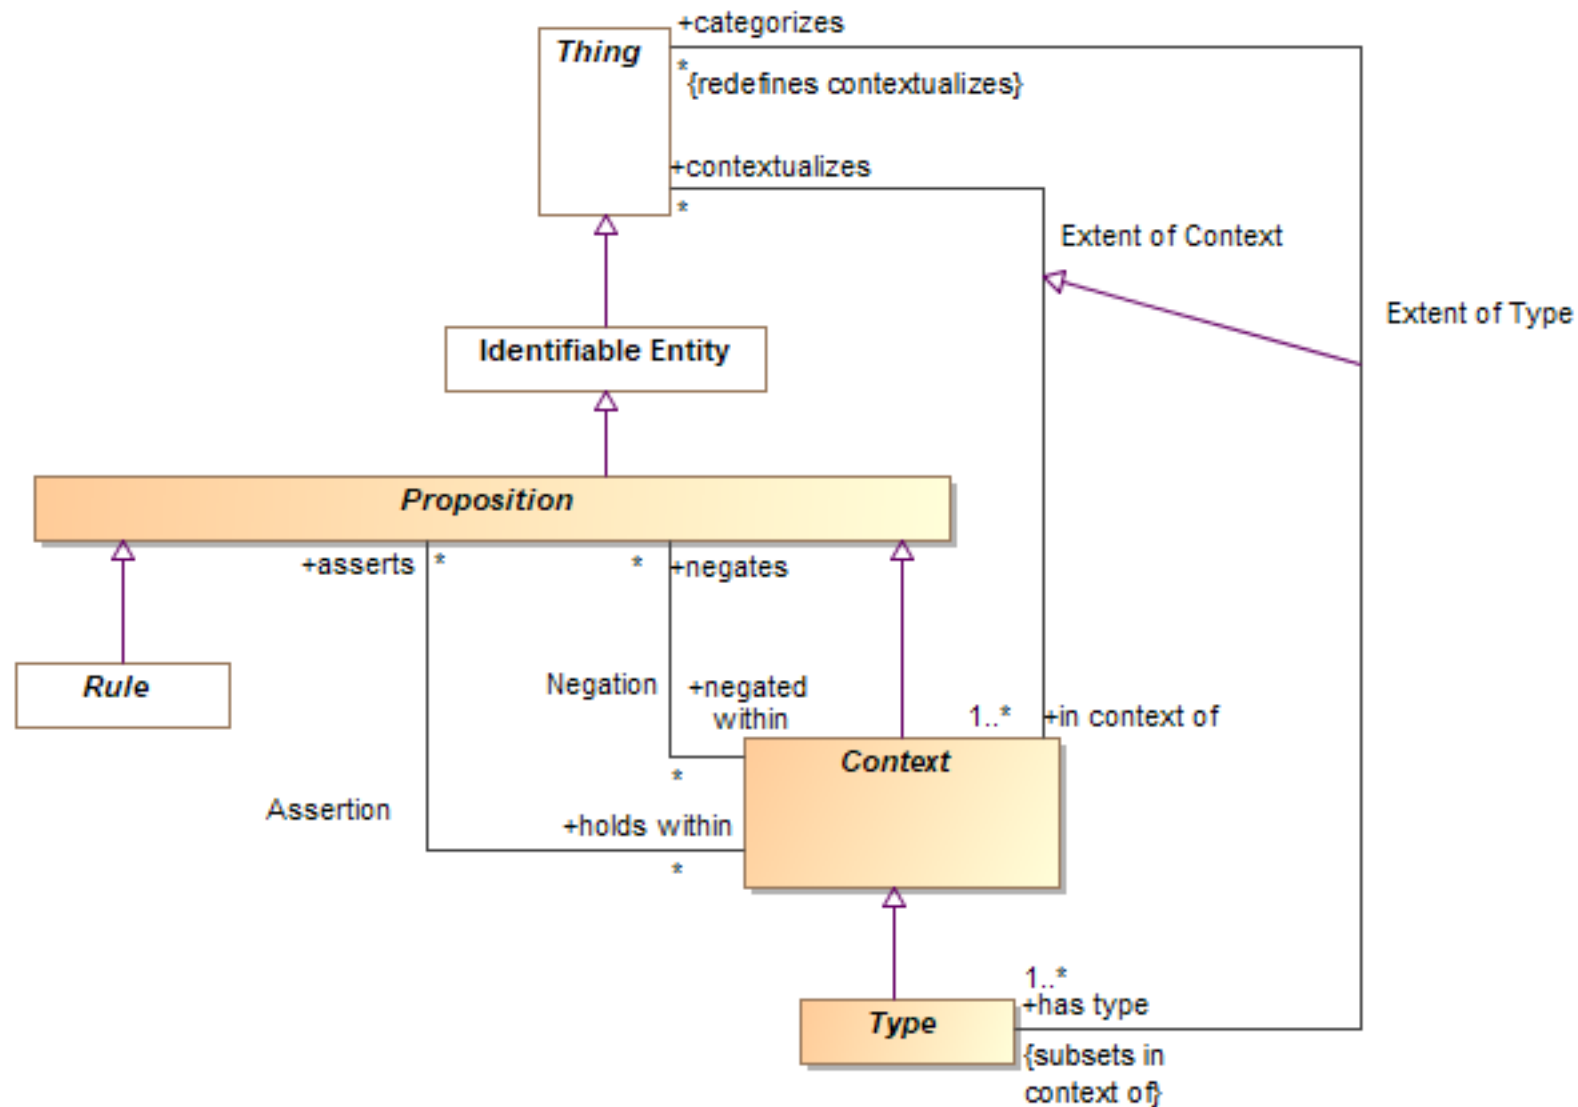 +categorizes
Thing
*
{redefines contextualizes}
+contextualizes
*
Extent of Context
Extent of Type
Identifiable Entity
Proposition
+asserts
*
*
+negates
Rule
Negation
+negated
within
1..*
+in context of
*
Context
Assertion
+holds within
*
1..*
+has type
Type
{subsets in
context of}